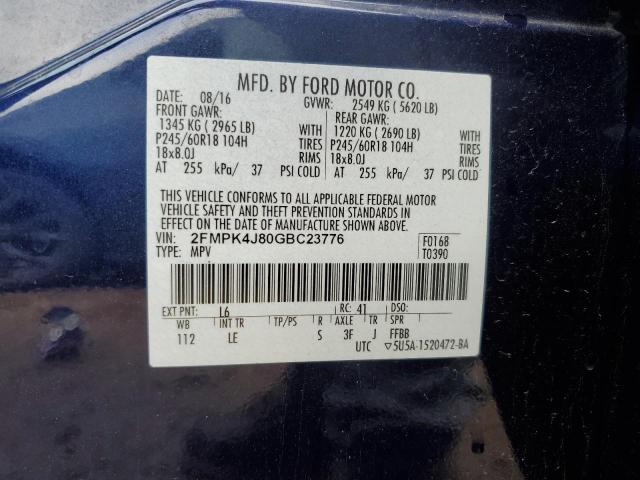 MFD. BY FORD MOTOR CO.
DATE: 08/16 GVWR: 2549 KG ( 5620 LB)
FRONT GAWR: REAR GAWR:
1345 KG ( 2965 LB) WITH 1220 KG ( 2690 LB) WITH
P245/60R18 104H TIRES P245/60R18 104H TIRES
18x8.0J RIMS 18x8.0J RIMS
AT 255 kPa/ 37 PSI COLD AT 255 kPa/ 37 PSI COLD
THIS VEHICLE CONFORMS TO ALL APPLICABLE FEDERAL MOTOR
VEHICLE SAFETY AND THEFT PREVENTION STANDARDS IN
EFFECT ON THE DATE OF MANUFACTURE SHOWN ABOVE.
VIN: 2FMPK4J80GBC23776 F0168
TYPE: MPV T0390
EXT PNT: L6 RC: 41 DSO:
WB INT TR TP/PS R AXLE TR SPR
112 LE S 3F J FFBB
UTC ▽5U5A-1520472-BA